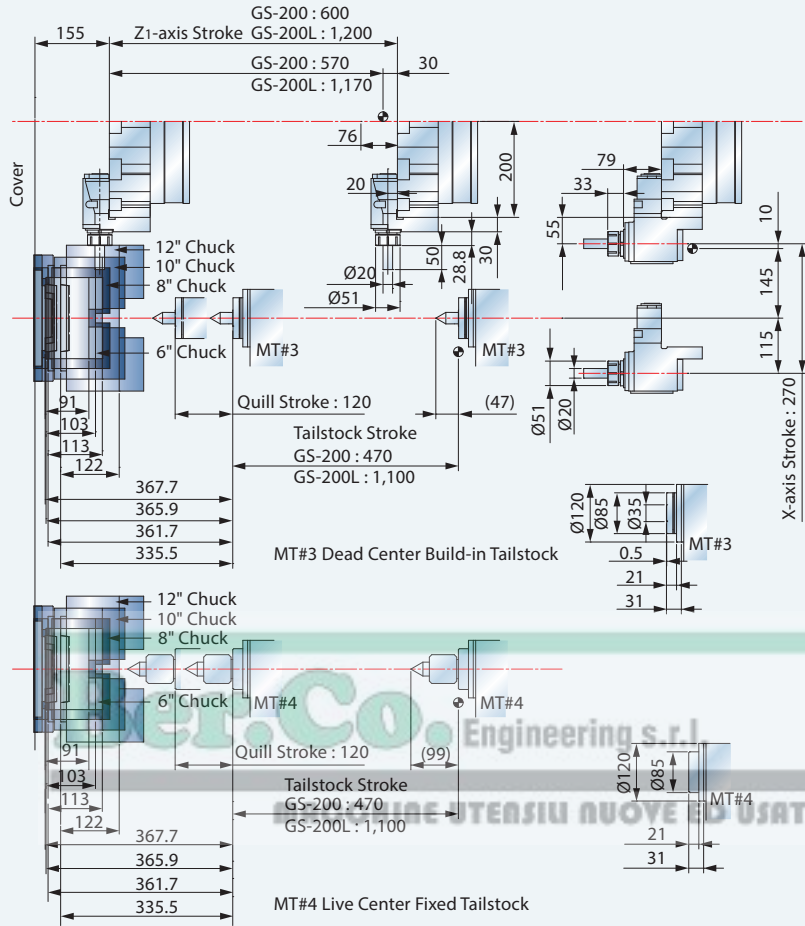 GS-200 : 600
155
Z1-axis Stroke
GS-200L : 1,200
GS-200 : 570
30
GS-200L : 1,170
Cover
76
200
20
79
33
55
10
30
28.8
50
12" Chuck
10" Chuck
8" Chuck
Ø20
Ø51
145
6" Chuck
MT#3
MT#3
115
91
Quill Stroke : 120
(47)
Ø51
Ø20
103
Tailstock Stroke
113
GS-200 : 470
122
GS-200L : 1,100
X-axis Stroke : 270
367.7
365.9
361.7
335.5
MT#3 Dead Center Build-in Tailstock
Ø120
Ø85
Ø35
MT#3
0.5
21
31
12" Chuck
10" Chuck
8" Chuck
6" Chuck
MT#4
MT#4
Ber.Co. Engineering s.r.l.
91
Quill Stroke : 120
(99)
103
Tailstock Stroke
113
GS-200 : 470
122
GS-200L : 1,100
UTENSILI NUOVE ED USAT
Ø120
Ø85
MT#4
21
31
367.7
365.9
361.7
335.5
MT#4 Live Center Fixed Tailstock